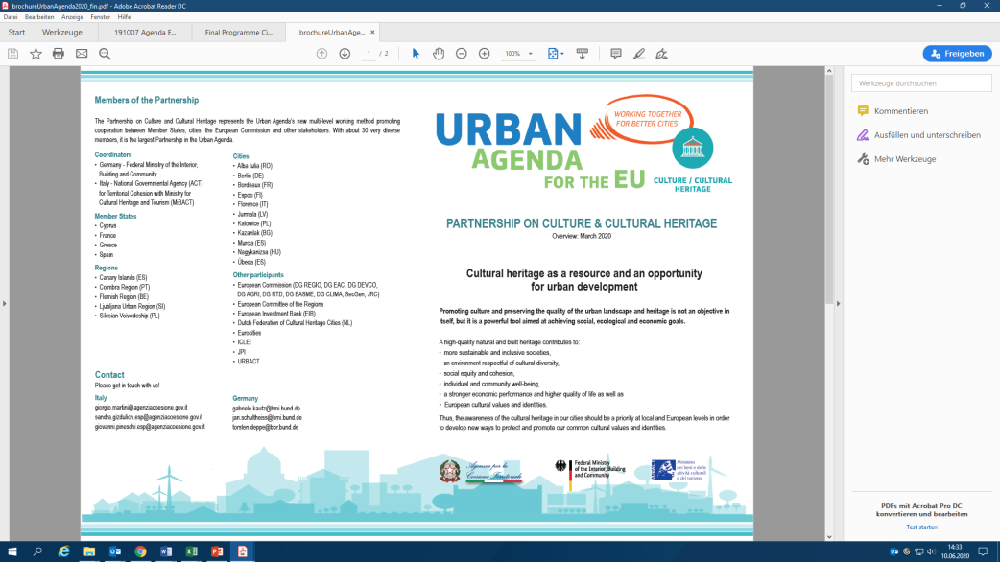 brochureUrbanAgenda2020_fin.pdf - Adobe Acrobat Reader DC
Datei Bearbeiten Anzeige Fenster Hilfe
Start Werkzeuge 191007 Agenda E... Final Programme Ci... brochureUrbanAge... ×
1 / 2 100% Freigeben
Members of the Partnership
The Partnership on Culture and Cultural Heritage represents the Urban Agenda's new multi-level working method promoting
cooperation between Member States, cities, the European Commission and other stakeholders. With about 30 very diverse
members, it is the largest Partnership in the Urban Agenda.
Coordinators
• Germany - Federal Ministry of the Interior,
Building and Community
• Italy - National Governmental Agency (ACT)
for Territorial Cohesion with Ministry for
Cultural Heritage and Tourism (MiBACT)
Member States
• Cyprus
• France
• Greece
• Spain
Regions
• Canary Islands (ES)
• Coimbra Region (PT)
• Flemish Region (BE)
• Ljubljana Urban Region (SI)
• Silesian Voivodeship (PL)
Cities
• Alba Iulia (RO)
• Berlin (DE)
• Bordeaux (FR)
• Espoo (FI)
• Florence (IT)
• Jurmala (LV)
• Katowice (PL)
• Kazanlak (BG)
• Murcia (ES)
• Nagykanizsa (HU)
• Úbeda (ES)
Other participants
• European Commission (DG REGIO, DG EAC, DG DEVCO,
DG AGRI, DG RTD, DG EASME, DG CLIMA, SecGen, JRC)
• European Committee of the Regions
• European Investment Bank (EIB)
• Dutch Federation of Cultural Heritage Cities (NL)
• Eurocities
• ICLEI
• JPI
• URBACT
Contact
Please get in touch with us!
Italy
giorgio.martini@agenziacoesione.gov.it
sandra.gizdulich.esp@agenziacoesione.gov.it
giovanni.pineschi.esp@agenziacoesione.gov.it
Germany
gabriele.kautz@bmi.bund.de
jan.schultheiss@bmi.bund.de
torsten.deppe@bbr.bund.de
URBAN
AGENDA
FOR THE EU
WORKING TOGETHER
FOR BETTER CITIES
CULTURE / CULTURAL
HERITAGE
PARTNERSHIP ON CULTURE & CULTURAL HERITAGE
Overview: March 2020
Cultural heritage as a resource and an opportunity
for urban development
Promoting culture and preserving the quality of the urban landscape and heritage is not an objective in
itself, but it is a powerful tool aimed at achieving social, ecological and economic goals.
A high-quality natural and built heritage contributes to:
• more sustainable and inclusive societies,
• an environment respectful of cultural diversity,
• social equity and cohesion,
• individual and community well-being,
• a stronger economic performance and higher quality of life as well as
• European cultural values and identities.
Thus, the awareness of the cultural heritage in our cities should be a priority at local and European levels in order
to develop new ways to protect and promote our common cultural values and identities.
Agenzia per la
Coesione Territoriale
Federal Ministry
of the Interior, Building
and Community
Ministero
dei beni e delle
attività culturali
e del turismo
Werkzeuge durchsuchen
Kommentieren
Ausfüllen und unterschreiben
Mehr Werkzeuge
PDFs mit Acrobat Pro DC
konvertieren und bearbeiten
Test starten
14:33
10.06.2020